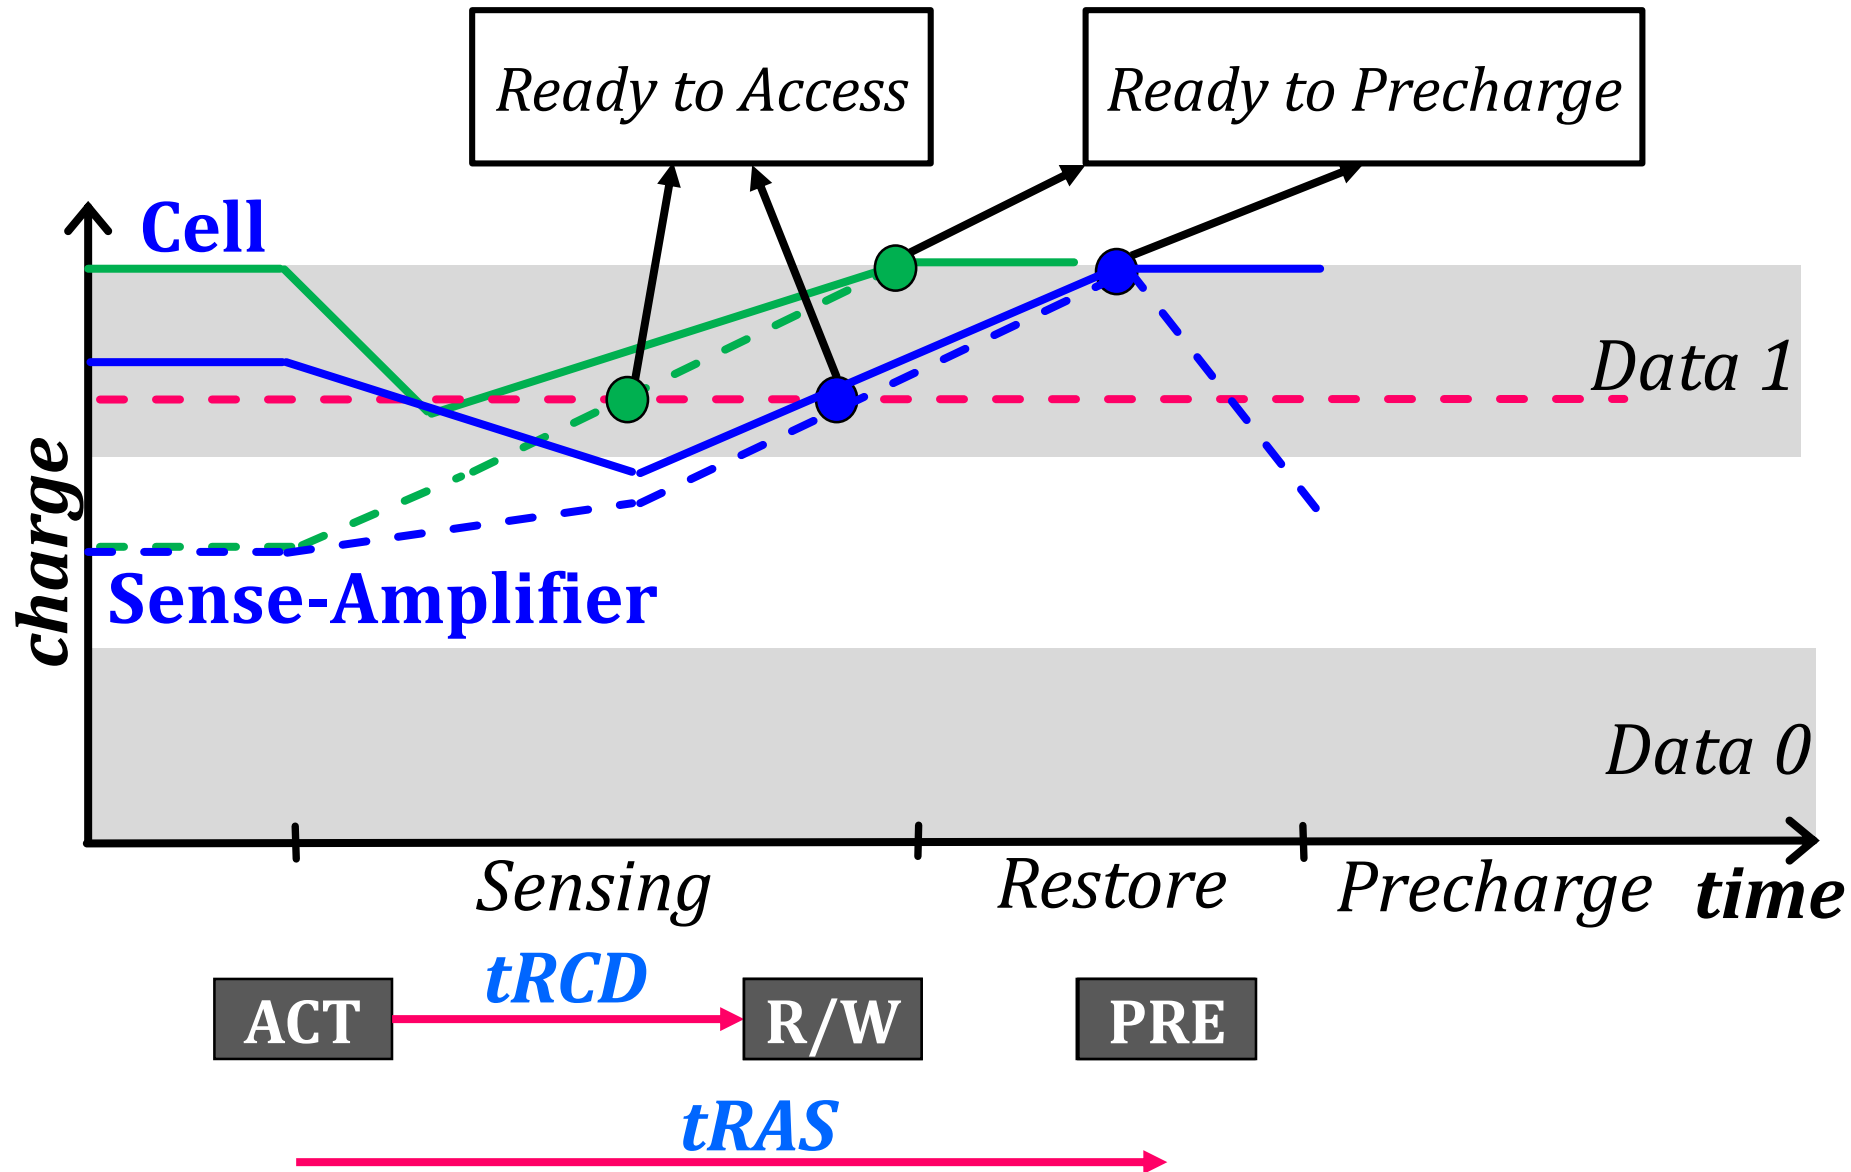 Ready to Access
Ready to Precharge
Cell
Data 1
charge
Sense-Amplifier
Data 0
Sensing
Restore
Precharge
time
tRCD
ACT
R/W
PRE
tRAS